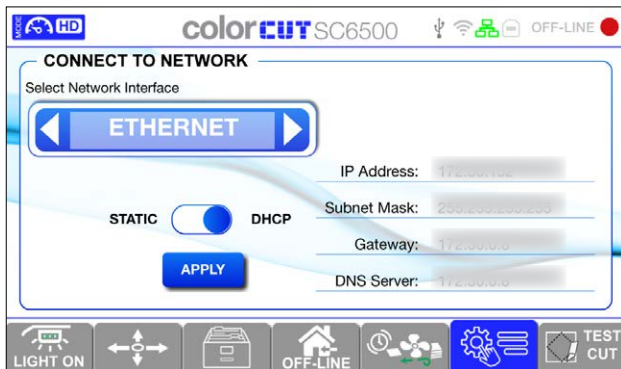 MODE HD colorCUT SC6500 OFF-LINE
CONNECT TO NETWORK
Select Network Interface
ETHERNET
IP Address:
STATIC DHCP Subnet Mask:
Gateway:
APPLY
DNS Server:
LIGHT ON OFF-LINE TEST CUT